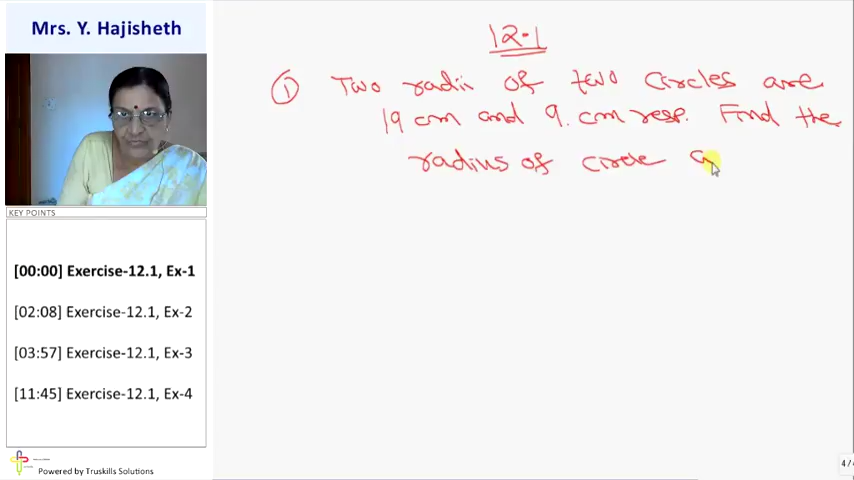 Mrs. Y. Hajisheth
KEY POINTS
[00:00] Exercise-12.1, Ex-1
[02:08] Exercise-12.1, Ex-2
[03:57] Exercise-12.1, Ex-3
[11:45] Exercise-12.1, Ex-4
Powered by Truskills Solutions
12.1
① Two radii of two circles are
19 cm and 9. cm resp. Find the
radius of circle
4/